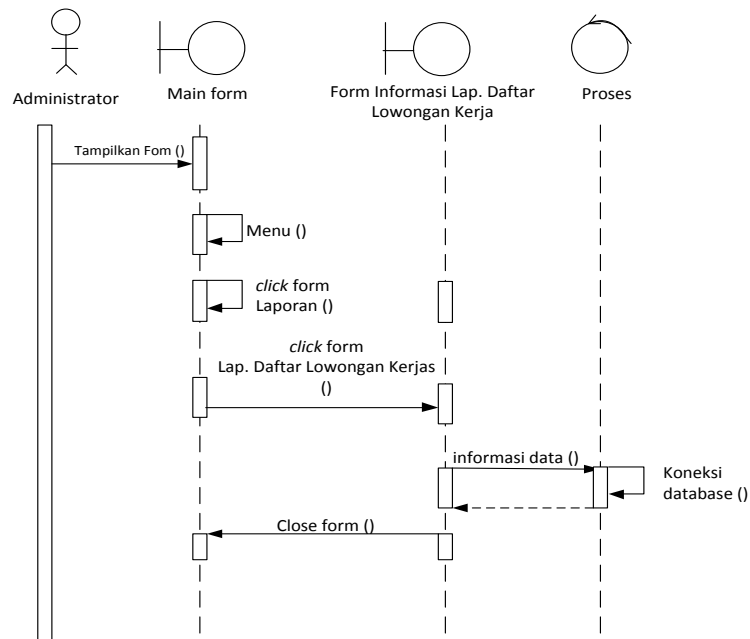 Administrator
Main form
Form Informasi Lap. Daftar
Lowongan Kerja
Proses
Tampilkan Fom ()
Menu ()
click form
Laporan ()
click form
Lap. Daftar Lowongan Kerjas
()
informasi data ()
Koneksi
database ()
Close form ()